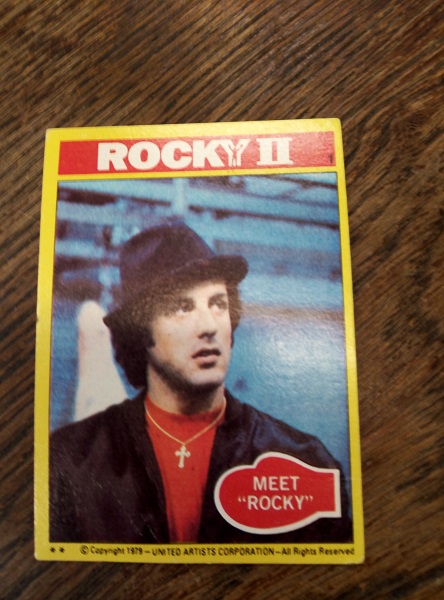 ROCKY II
MEET
"ROCKY"
** © Copyright 1979 – UNITED ARTISTS CORPORATION – All Rights Reserved